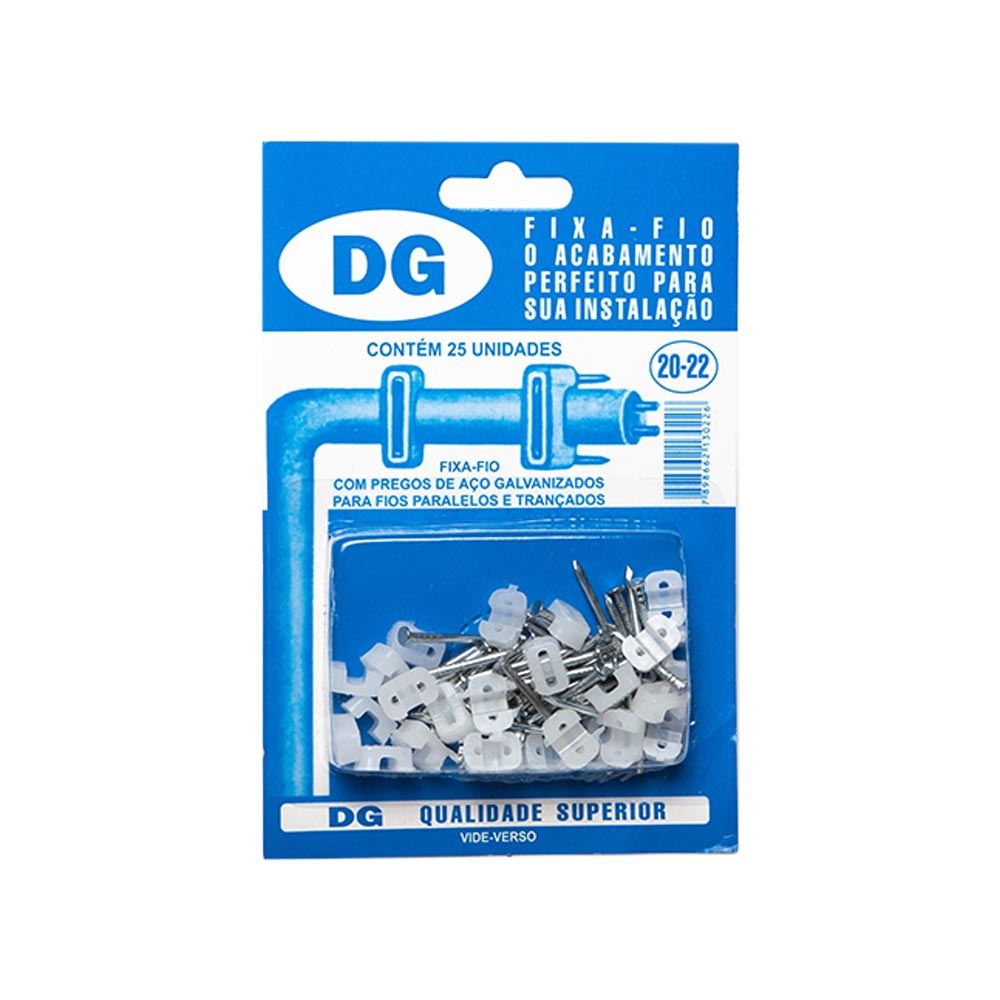 DG
FIXA-FIO
O ACABAMENTO
PERFEITO PARA
SUA INSTALAÇÃO
CONTÉM 25 UNIDADES
20-22
FIXA-FIO
COM PREGOS DE AÇO GALVANIZADOS
PARA FIOS PARALELOS E TRANÇADOS
7898662130226
DG QUALIDADE SUPERIOR
VIDE-VERSO